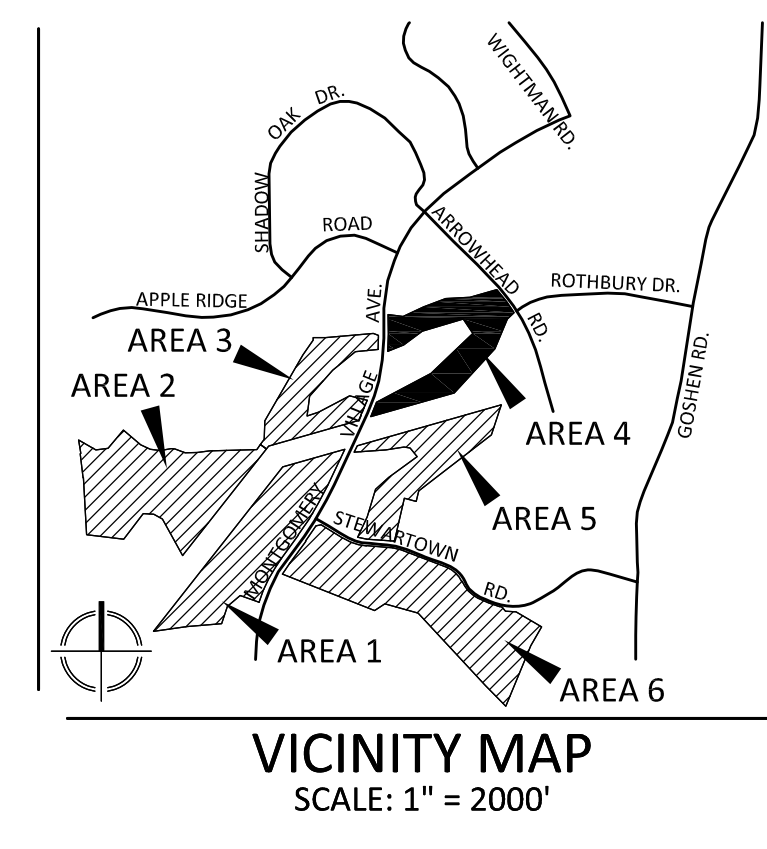 WIGHTMAN RD.
OAK DR.
SHADOW
ROAD
ARROWHEAD
RD.
ROTHBURY DR.
APPLE RIDGE
AVE.
VILLAGE
MONTGOMERY
GOSHEN RD.
AREA 3
AREA 2
AREA 4
AREA 5
STEWARTOWN
RD.
AREA 1
AREA 6
VICINITY MAP
SCALE: 1" = 2000'